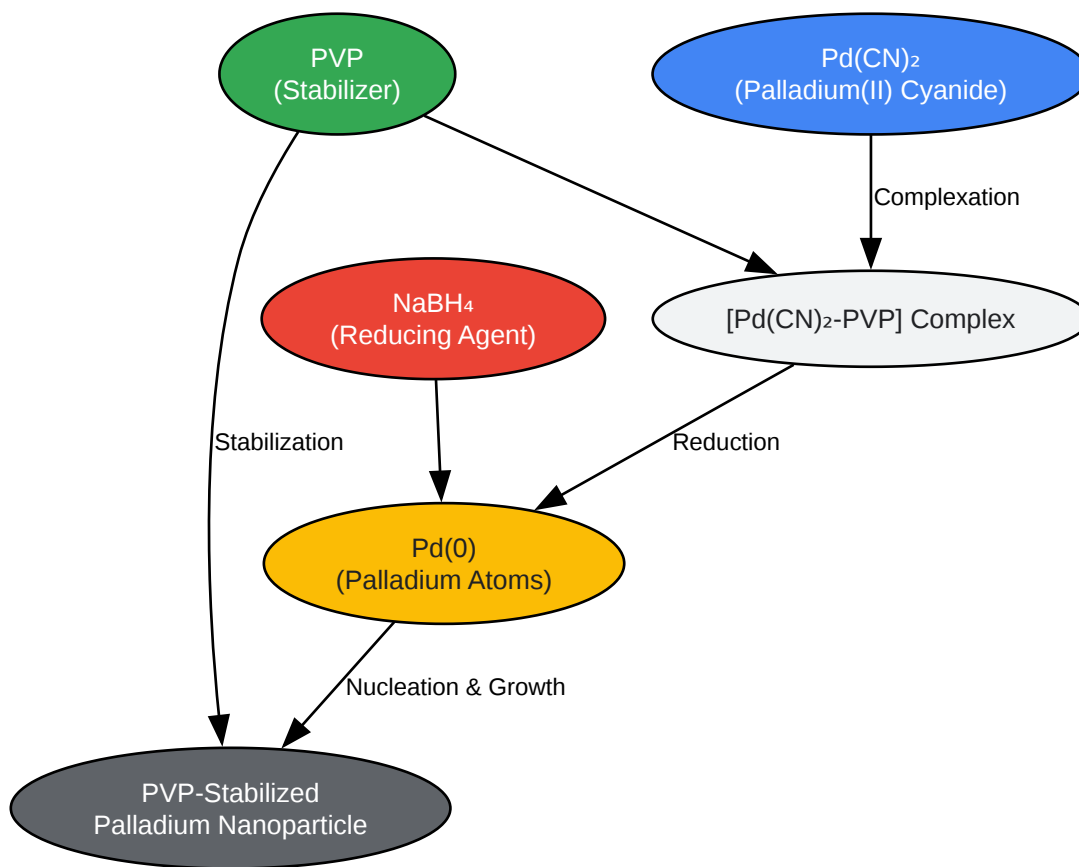 PVP
(Stabilizer)
Pd(CN)₂
(Palladium(II) Cyanide)
Complexation
NaBH₄
(Reducing Agent)
[Pd(CN)₂-PVP] Complex
Stabilization
Reduction
Pd(0)
(Palladium Atoms)
Nucleation & Growth
PVP-Stabilized
Palladium Nanoparticle